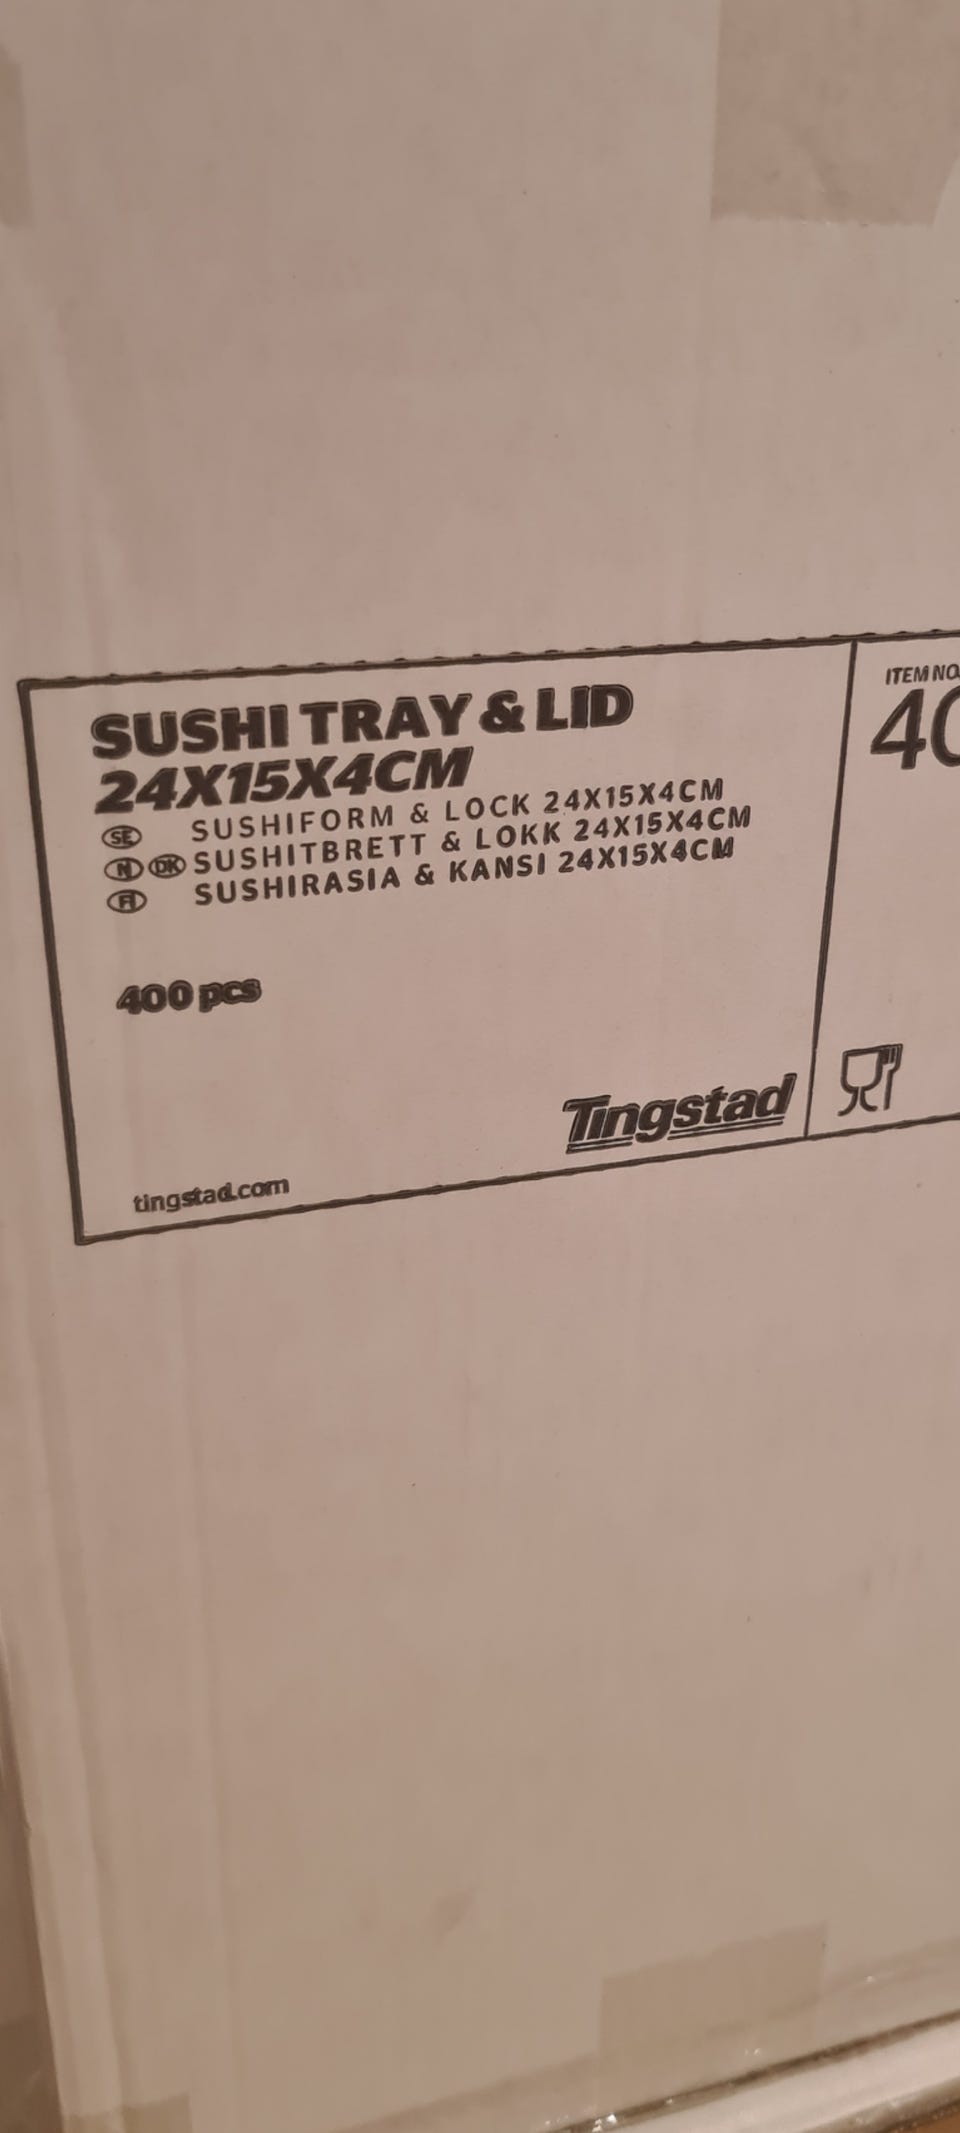 SUSHI TRAY & LID
24X15X4CM
SE SUSHIFORM & LOCK 24X15X4CM
N DK SUSHITBRETT & LOKK 24X15X4CM
FI SUSHIRASIA & KANSI 24X15X4CM
400 pcs
Tingstad
tingstad.com
ITEM NO.